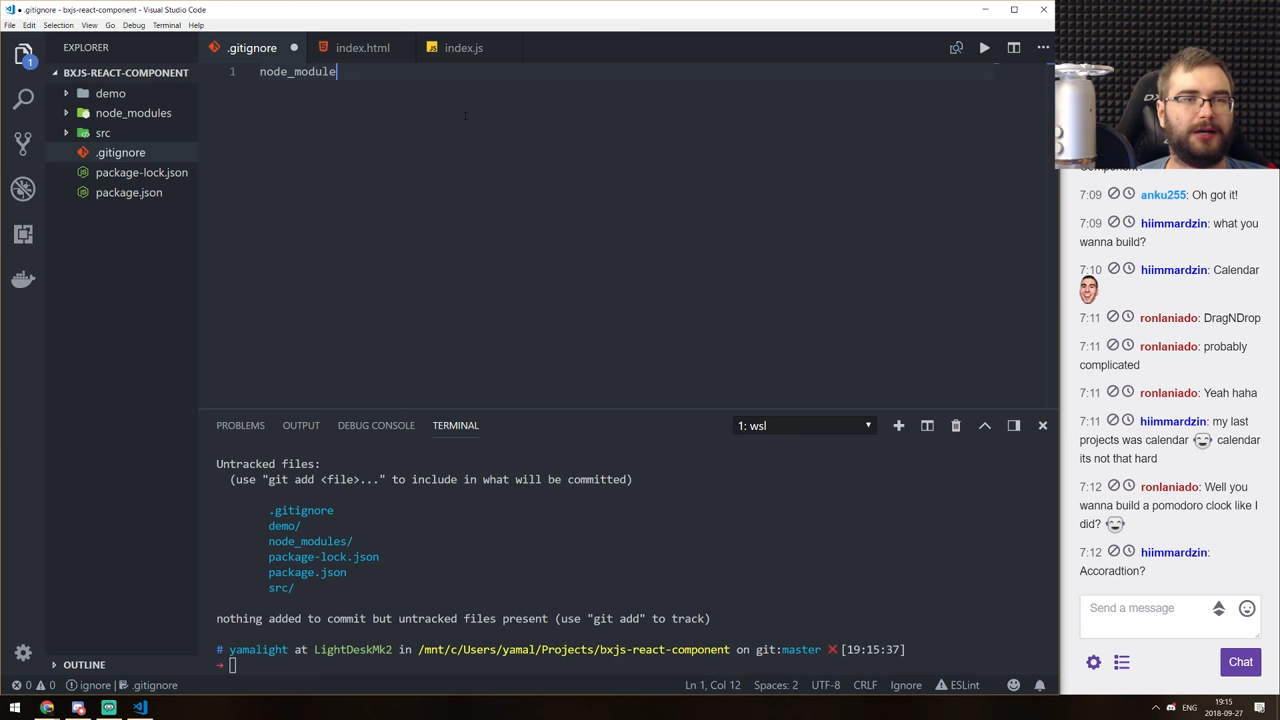 ● .gitignore - bxjs-react-component - Visual Studio Code
File Edit Selection View Go Debug Terminal Help
EXPLORER
.gitignore ●
index.html
index.js
BXJS-REACT-COMPONENT
demo
node_modules
src
.gitignore
package-lock.json
package.json
1 node_module
PROBLEMS OUTPUT DEBUG CONSOLE TERMINAL
1: wsl
Untracked files:
(use "git add <file>..." to include in what will be committed)
.gitignore
demo/
node_modules/
package-lock.json
package.json
src/
nothing added to commit but untracked files present (use "git add" to track)
# yamalight at LightDeskMk2 in /mnt/c/Users/yamal/Projects/bxjs-react-component on git:master ✗ [19:15:37]
→
OUTLINE
0 0 ignore | .gitignore
Ln 1, Col 12 Spaces: 2 UTF-8 CRLF Ignore ESLint
7:09 anku255: Oh got it!
7:09 hiimmardzin: what you
wanna build?
7:10 hiimmardzin: Calendar
7:11 ronlaniado: DragNDrop
7:11 ronlaniado: probably
complicated
7:11 ronlaniado: Yeah haha
7:11 hiimmardzin: my last
projects was calendar calendar
its not that hard
7:12 ronlaniado: Well you
wanna build a pomodoro clock like I
did?
7:12 hiimmardzin:
Accoradtion?
Send a message
Chat
ENG
19:15
2018-09-27